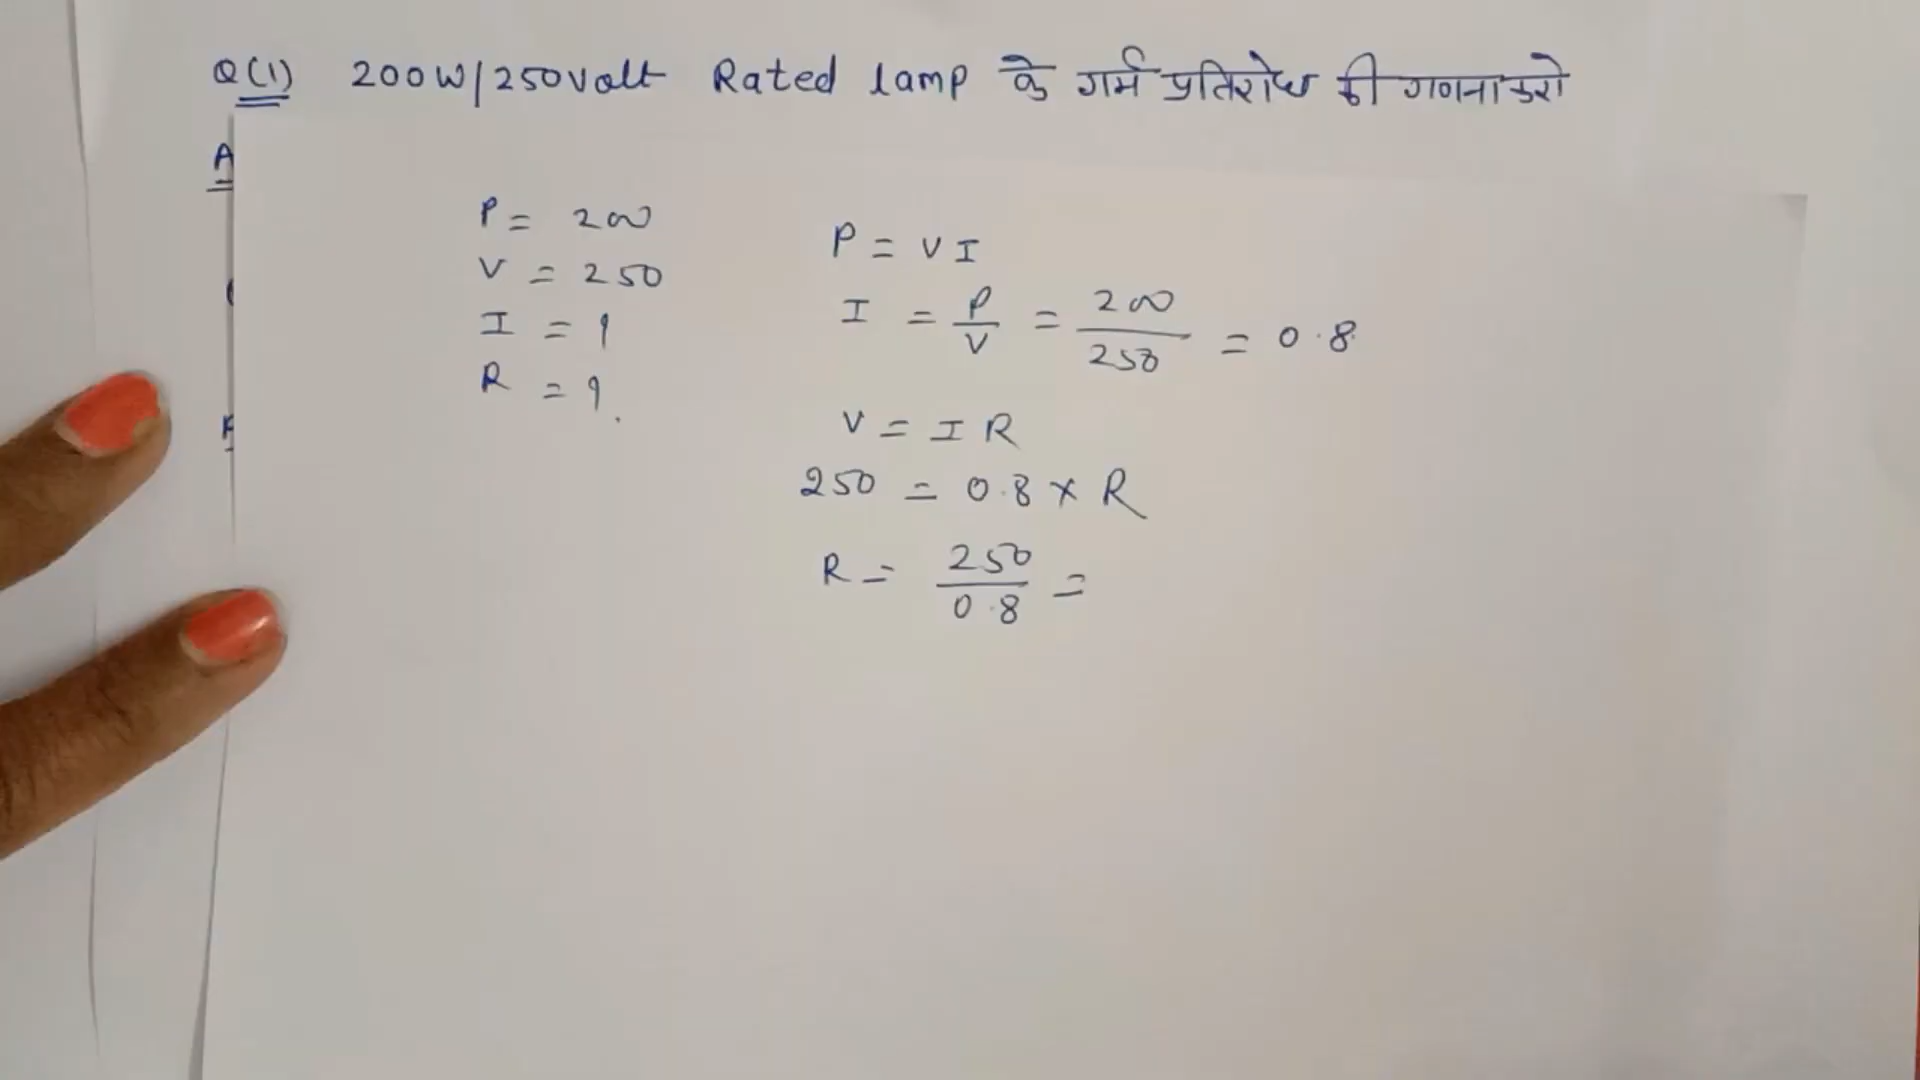 Q(1) 200W/250Volt Rated lamp के गर्म प्रतिरोध की गणना करो
A
P = 200
V = 250
I = ?
R = ?
P = VI
I = P/V = 200/250 = 0.8
V = IR
250 = 0.8 × R
R = 250/0.8 =